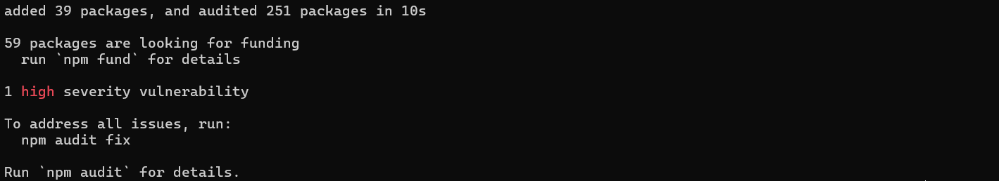 added 39 packages, and audited 251 packages in 10s
59 packages are looking for funding
  run `npm fund` for details
1 high severity vulnerability
To address all issues, run:
  npm audit fix
Run `npm audit` for details.